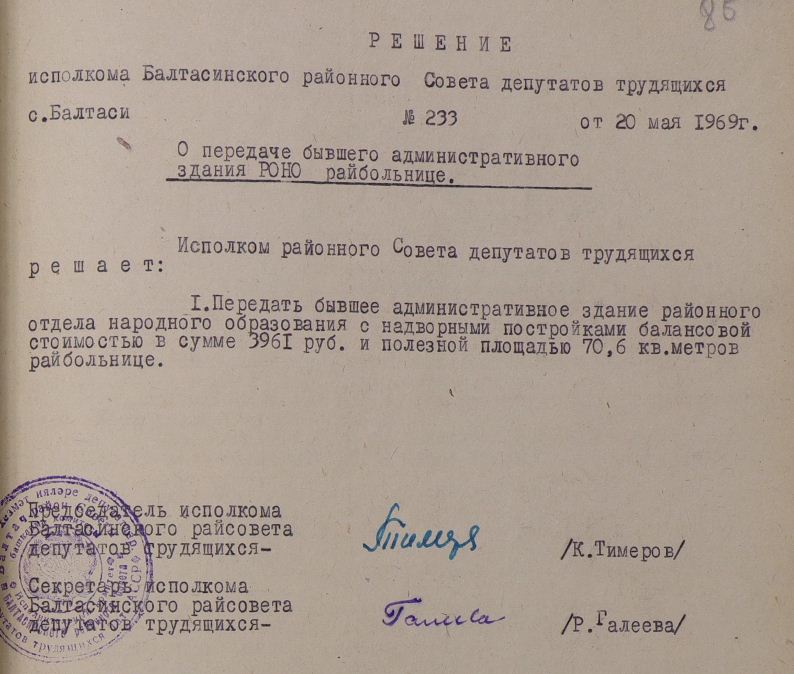 86
РЕШЕНИЕ
исполкома Балтасинского районного Совета депутатов трудящихся
с.Балтаси № 233 от 20 мая 1969г.
О передаче бывшего административного
здания РОНО райбольнице.
Исполком районного Совета депутатов трудящихся
решает:
I.Передать бывшее административное здание районного
отдела народного образования с надворными постройками балансовой
стоимостью в сумме 3961 руб. и полезной площадью 70,6 кв.метров
райбольнице.
Председатель исполкома
Балтасинского райсовета
депутатов трудящихся- /К.Тимеров/
Секретарь исполкома
Балтасинского райсовета
депутатов трудящихся- /Р.Галеева/